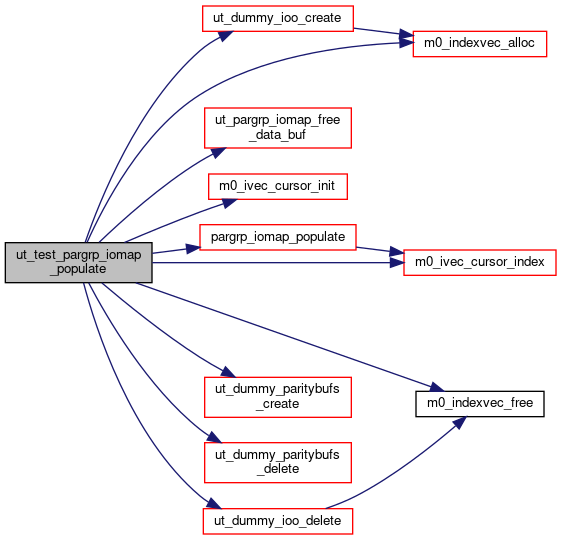 ut_dummy_ioo_create
m0_indexvec_alloc
ut_pargrp_iomap_free
_data_buf
m0_ivec_cursor_init
pargrp_iomap_populate
ut_test_pargrp_iomap
_populate
m0_ivec_cursor_index
ut_dummy_paritybufs
_create
m0_indexvec_free
ut_dummy_paritybufs
_delete
ut_dummy_ioo_delete